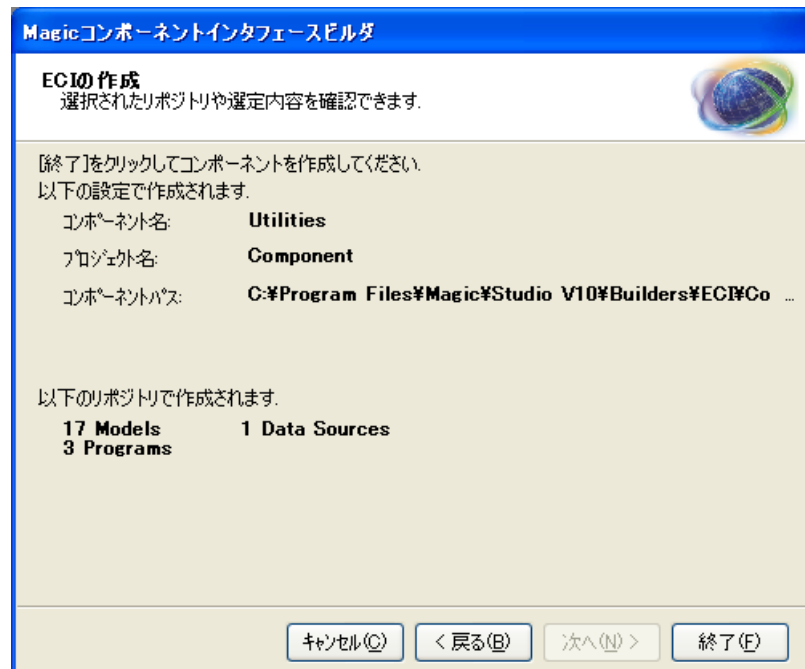 Magicコンポーネントインタフェースビルダ
ECIの作成
選択されたリポジトリや選定内容を確認できます.
[終了]をクリックしてコンポーネントを作成してください.
以下の設定で作成されます.
コンポーネント名: Utilities
プロジェクト名: Component
コンポーネントパス: C:¥Program Files¥Magic¥Studio V10¥Builders¥ECI¥Co ...
以下のリポジトリで作成されます.
17 Models 1 Data Sources
3 Programs
キャンセル(C) < 戻る(B) 次へ(N) > 終了(F)